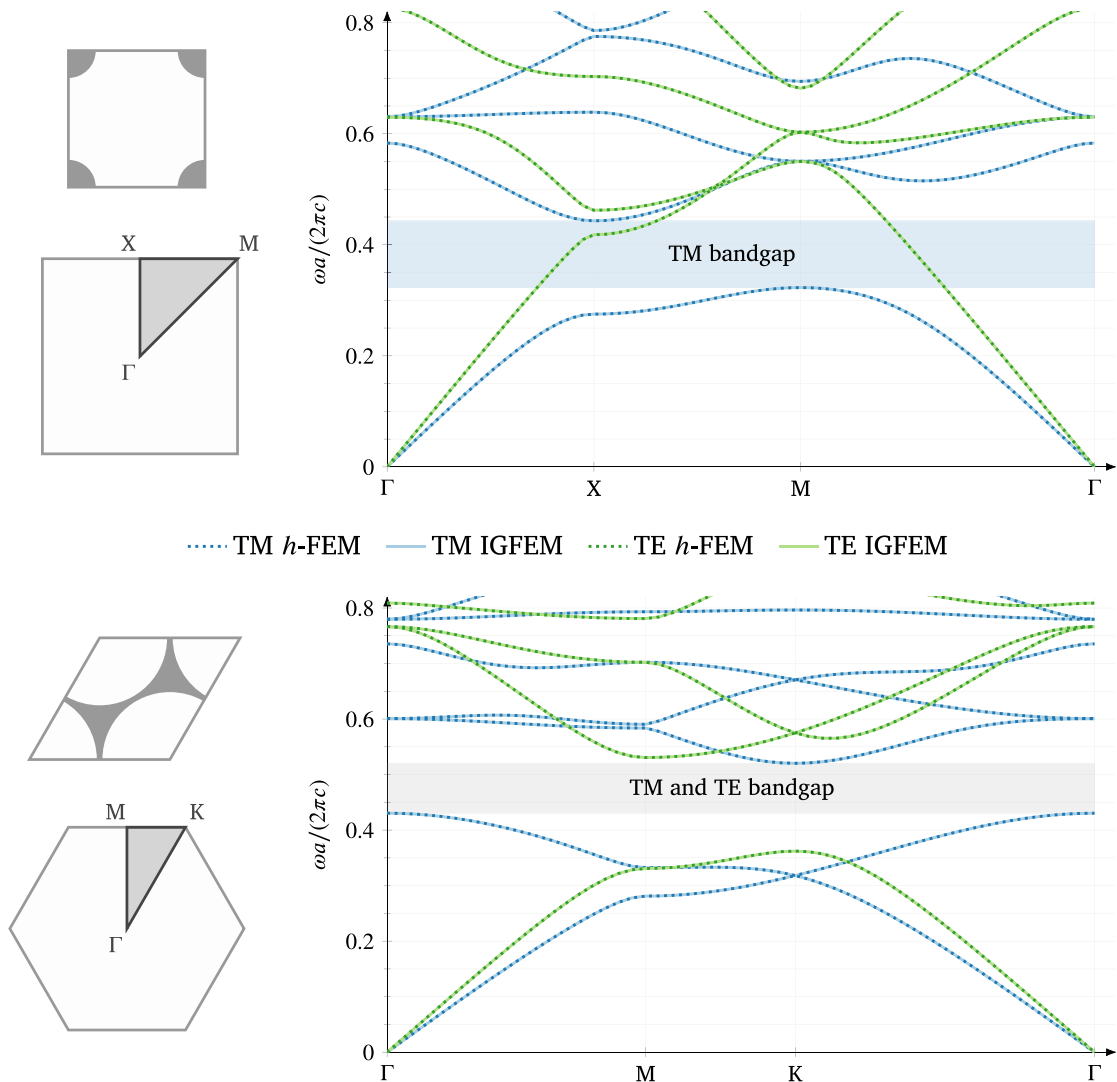 X M
Γ
ωa/(2πc)
0.8
0.6
0.4
0.2
0
TM bandgap
Γ X M Γ
TM h-FEM TM IGFEM TE h-FEM TE IGFEM
M K
Γ
ωa/(2πc)
0.8
0.6
0.4
0.2
0
TM and TE bandgap
Γ M K Γ